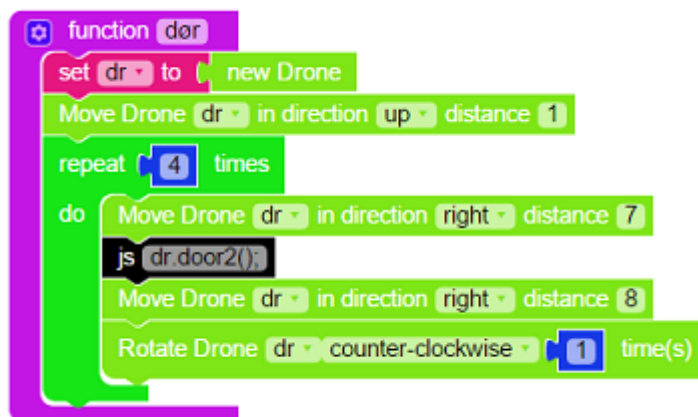 function dør
set dr to new Drone
Move Drone dr in direction up distance 1
repeat 4 times
do Move Drone dr in direction right distance 7
js dr.door2();
Move Drone dr in direction right distance 8
Rotate Drone dr counter-clockwise 1 time(s)